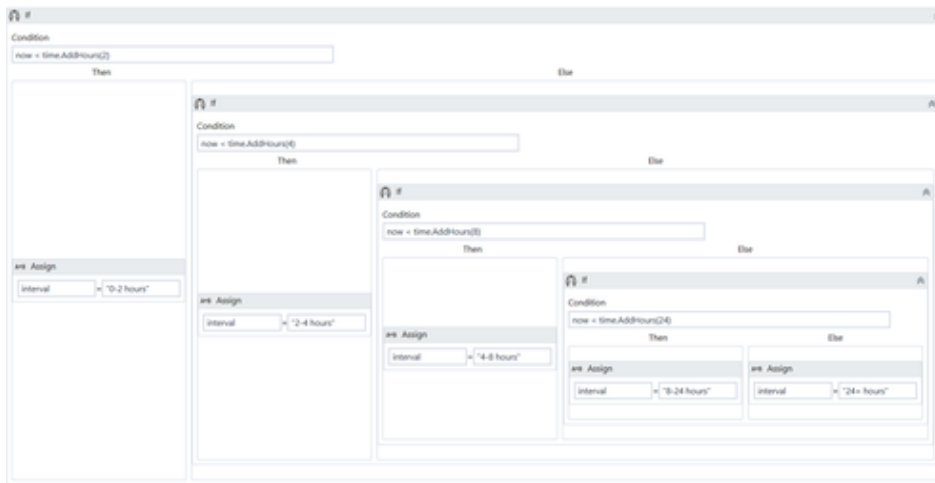 If
Condition
now < time.AddHours(2)
Then
Else
If
Condition
now < time.AddHours(4)
Then
Else
If
Condition
now < time.AddHours(8)
Then
Else
Assign
interval = "0-2 hours"
If
Condition
now < time.AddHours(24)
Then
Else
Assign
interval = "2-4 hours"
Assign
interval = "4-8 hours"
Assign
interval = "8-24 hours"
Assign
interval = "24+ hours"